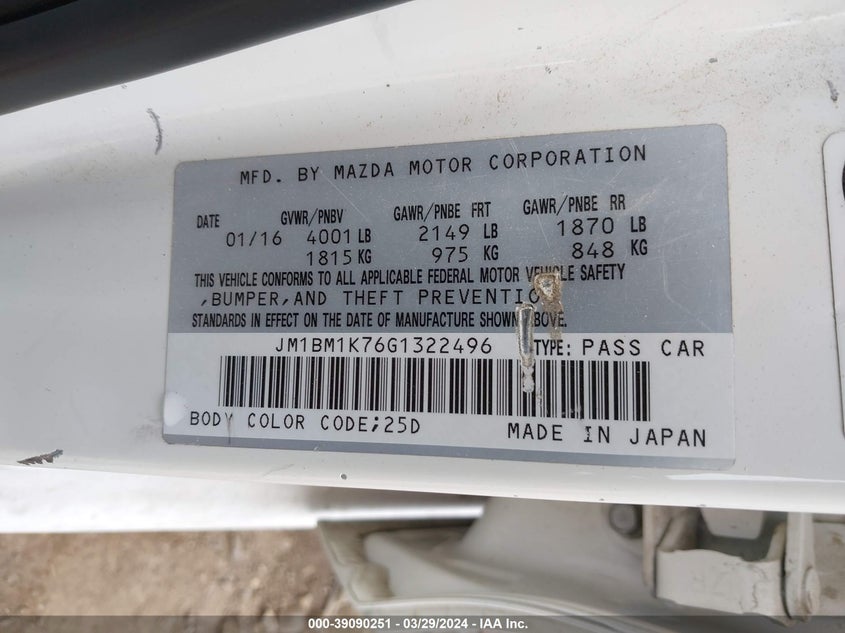 MFD. BY MAZDA MOTOR CORPORATION
DATE GVWR/PNBV GAWR/PNBE FRT GAWR/PNBE RR
01/16 4001 LB 2149 LB 1870 LB
1815 KG 975 KG 848 KG
THIS VEHICLE CONFORMS TO ALL APPLICABLE FEDERAL MOTOR VEHICLE SAFETY
,BUMPER,AND THEFT PREVENTION
STANDARDS IN EFFECT ON THE DATE OF MANUFACTURE SHOWN ABOVE.
JM1BM1K76G1322496 TYPE: PASS CAR
BODY COLOR CODE;25D MADE IN JAPAN
000-39090251 - 03/29/2024 - IAA Inc.